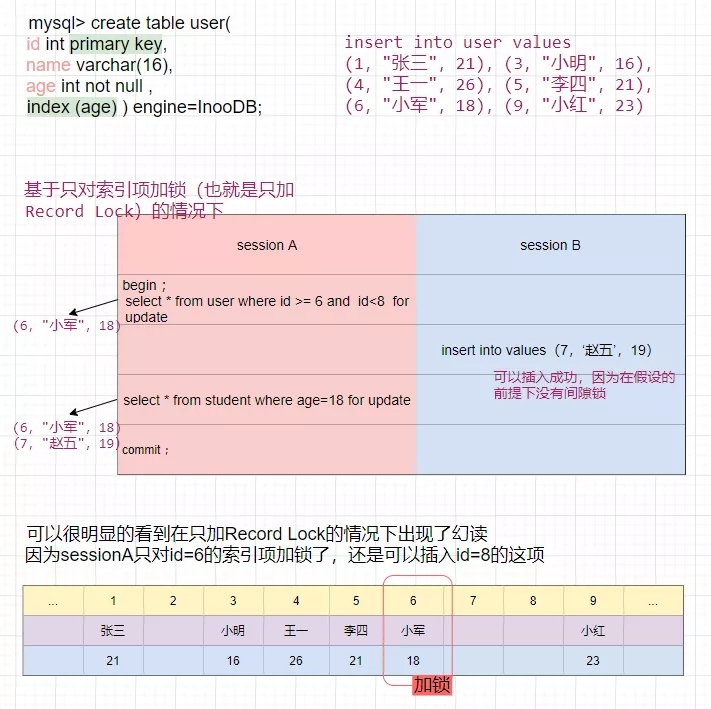 mysql> create table user(
id int primary key,
name varchar(16),
age int not null ,
index (age) ) engine=InooDB;
insert into user values
(1, "张三", 21), (3, "小明", 16),
(4, "王一", 26), (5, "李四", 21),
(6, "小军", 18), (9, "小红", 23)
基于只对索引项加锁（也就是只加
Record Lock）的情况下
session A
session B
begin ;
select * from user where id >= 6 and id<8 for
update
(6, "小军", 18)
insert into values（7，‘赵五’，19）
可以插入成功，因为在假设的
前提下没有间隙锁
select * from student where age=18 for update
(6, "小军", 18)
(7, "赵五", 19)
commit ;
可以很明显的看到在只加Record Lock的情况下出现了幻读
因为sessionA只对id=6的索引项加锁了，还是可以插入id=8的这项
... 1 2 3 4 5 6 7 8 9 ...
张三 小明 王一 李四 小军 小红
21 16 26 21 18 23
加锁